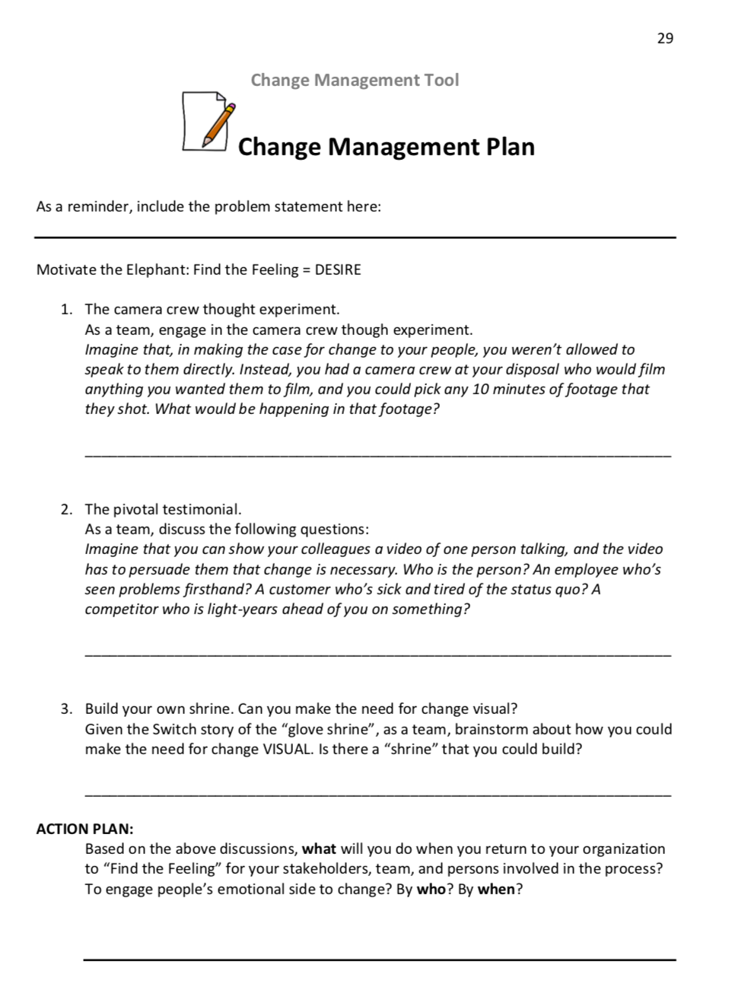 29
Change Management Tool
Change Management Plan
As a reminder, include the problem statement here:
Motivate the Elephant: Find the Feeling = DESIRE
1. The camera crew thought experiment.
As a team, engage in the camera crew though experiment.
Imagine that, in making the case for change to your people, you weren’t allowed to
speak to them directly. Instead, you had a camera crew at your disposal who would film
anything you wanted them to film, and you could pick any 10 minutes of footage that
they shot. What would be happening in that footage?
2. The pivotal testimonial.
As a team, discuss the following questions:
Imagine that you can show your colleagues a video of one person talking, and the video
has to persuade them that change is necessary. Who is the person? An employee who’s
seen problems firsthand? A customer who’s sick and tired of the status quo? A
competitor who is light-years ahead of you on something?
3. Build your own shrine. Can you make the need for change visual?
Given the Switch story of the “glove shrine”, as a team, brainstorm about how you could
make the need for change VISUAL. Is there a “shrine” that you could build?
ACTION PLAN:
Based on the above discussions, what will you do when you return to your organization
to “Find the Feeling” for your stakeholders, team, and persons involved in the process?
To engage people’s emotional side to change? By who? By when?